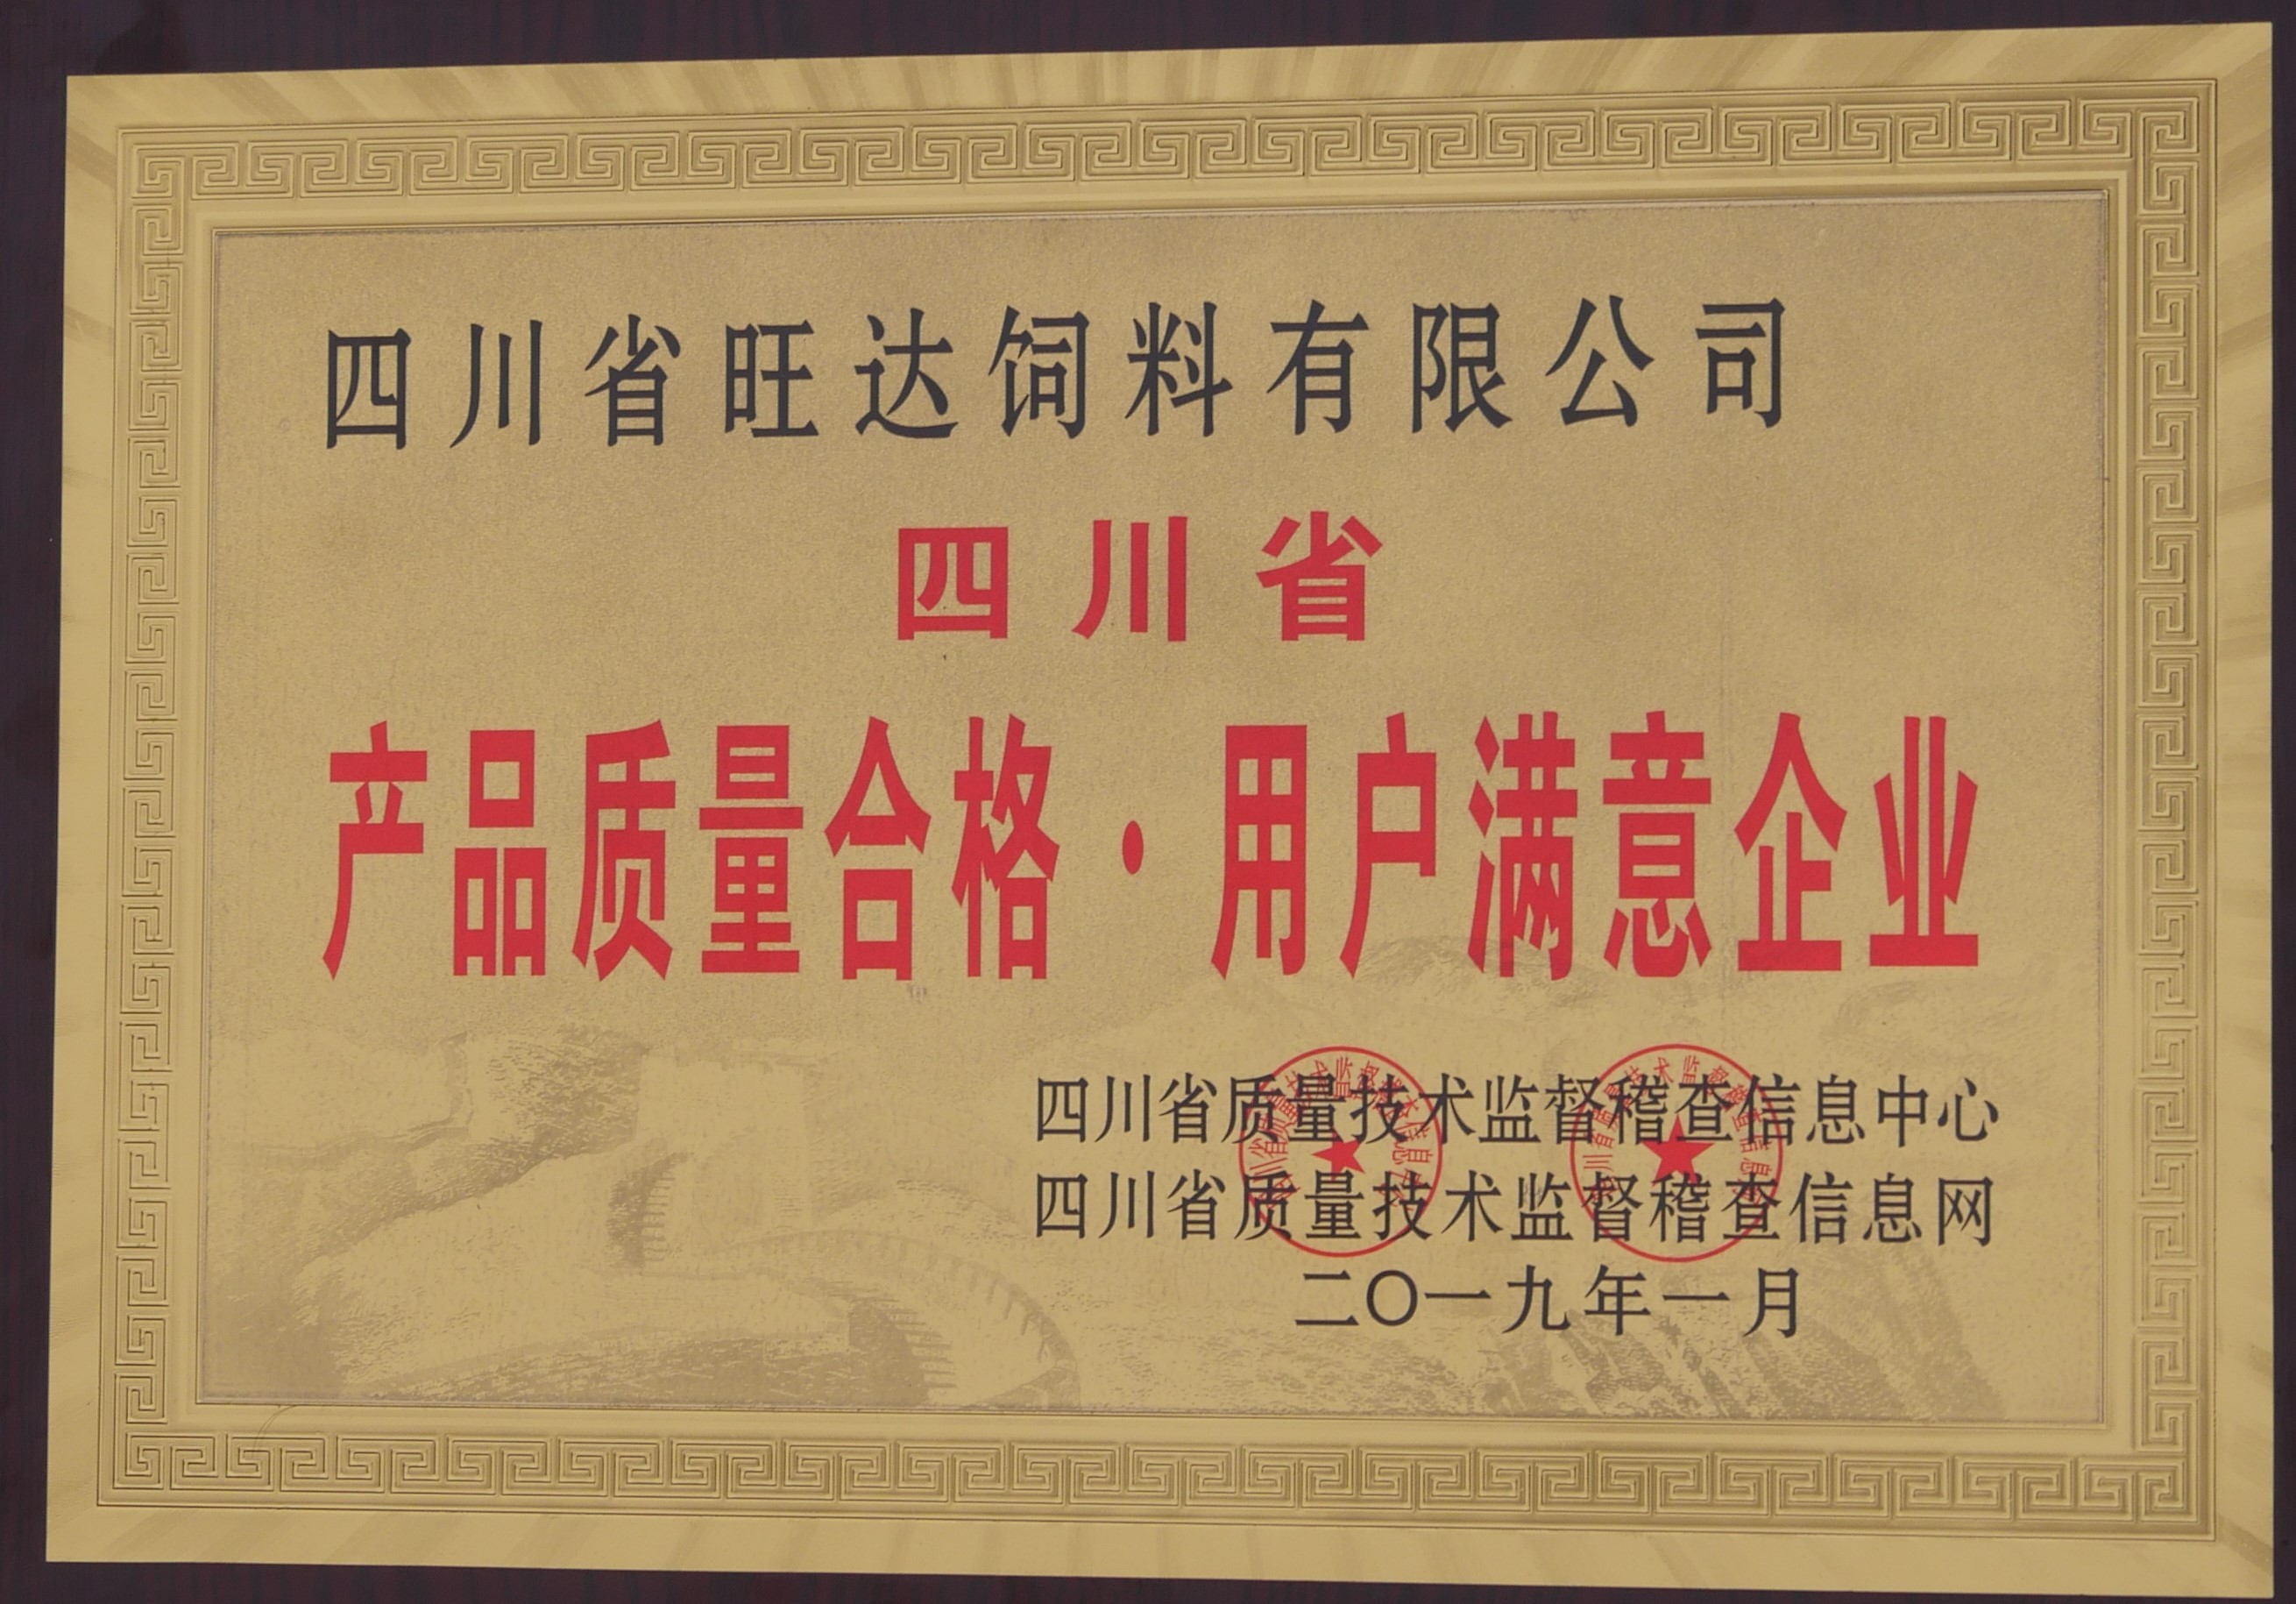 四川省旺达饲料有限公司
四川省
产品质量合格·用户满意企业
四川省质量技术监督稽查信息中心
四川省质量技术监督稽查信息网
二〇一九年一月